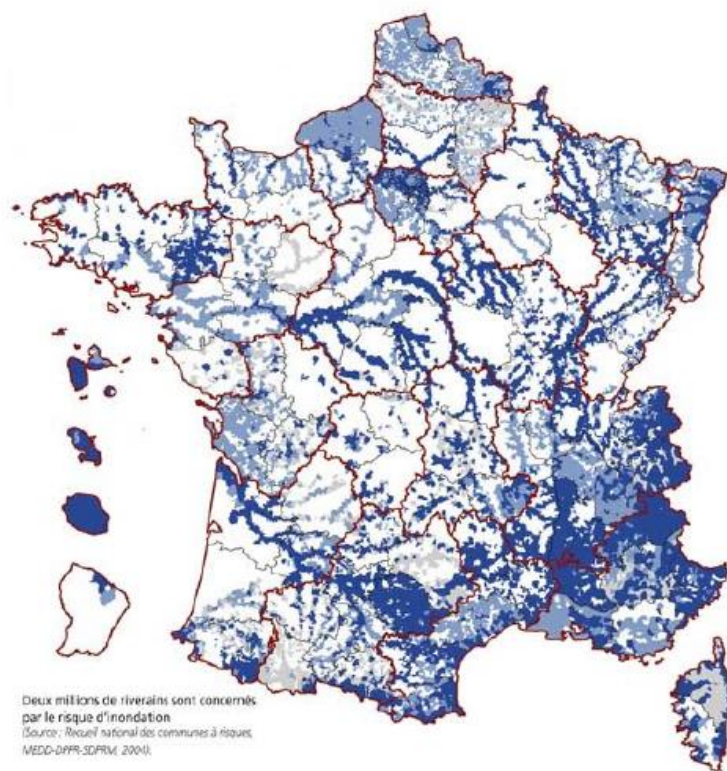 Deux millions de riverains sont concernés
par le risque d'inondation
(Source : Recueil national des communes à risques,
MEDD-DPPR-SDPRM, 2004).